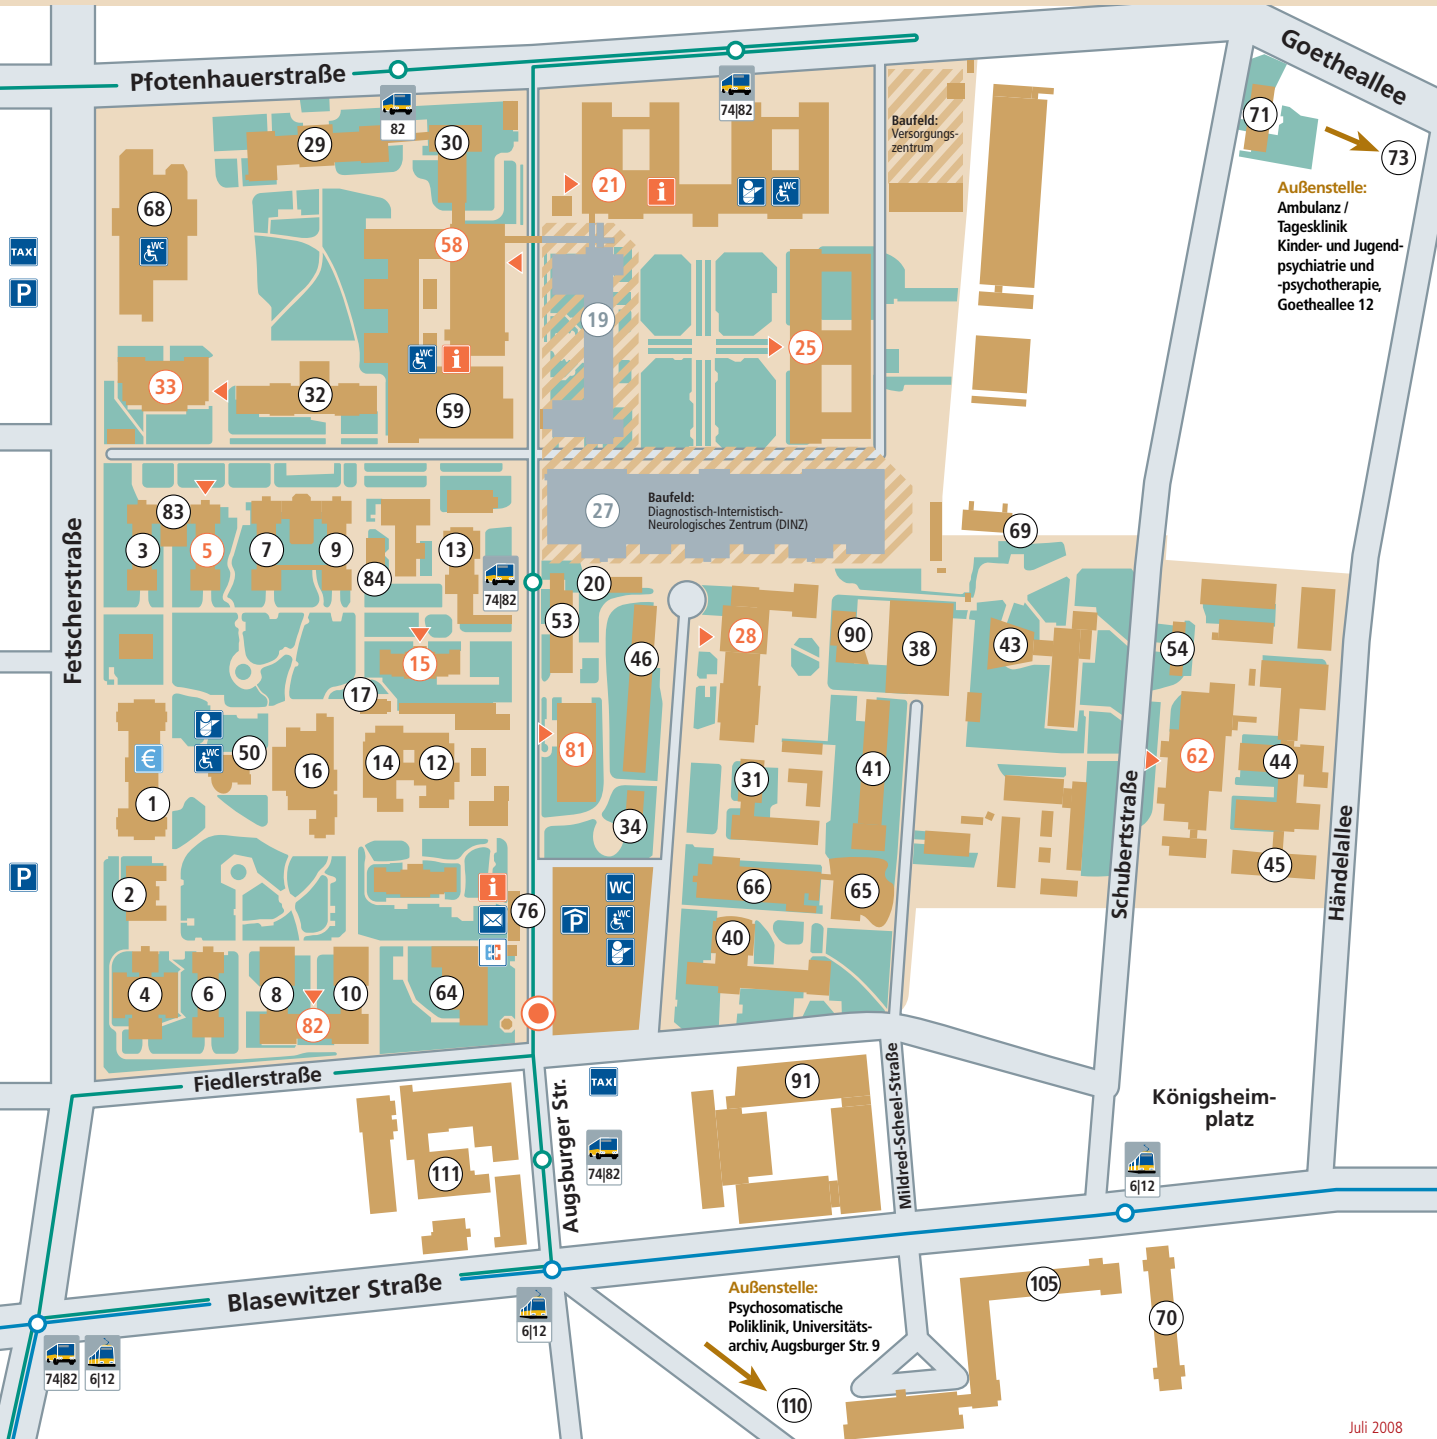 Pfotenhauerstraße
Goetheallee
82
74|82
29
30
21
i
WC
68
WC
58
Baufeld:
Versorgungs-
zentrum
71
73
Außenstelle:
Ambulanz /
Tagesklinik
Kinder- und Jugend-
psychiatrie und
-psychotherapie,
Goetheallee 12
TAXI
P
19
25
WC
i
33
32
59
Fetscherstraße
83
3
5
7
9
84
13
74|82
27
Baufeld:
Diagnostisch-Internistisch-
Neurologisches Zentrum (DINZ)
69
20
53
46
28
90
38
43
54
15
17
€
1
WC
50
16
14
12
81
34
31
41
62
44
45
Schubertstraße
Händelallee
P
2
i
76
P
WC
WC
66
65
40
4
6
8
10
82
64
Fiedlerstraße
Augsburger Str.
TAXI
74|82
91
Mildred-Scheel-Straße
Königsheim-
platz
6|12
111
Blasewitzer Straße
74|82
6|12
6|12
Außenstelle:
Psychosomatische
Poliklinik, Universitäts-
archiv, Augsburger Str. 9
110
105
70
Juli 2008